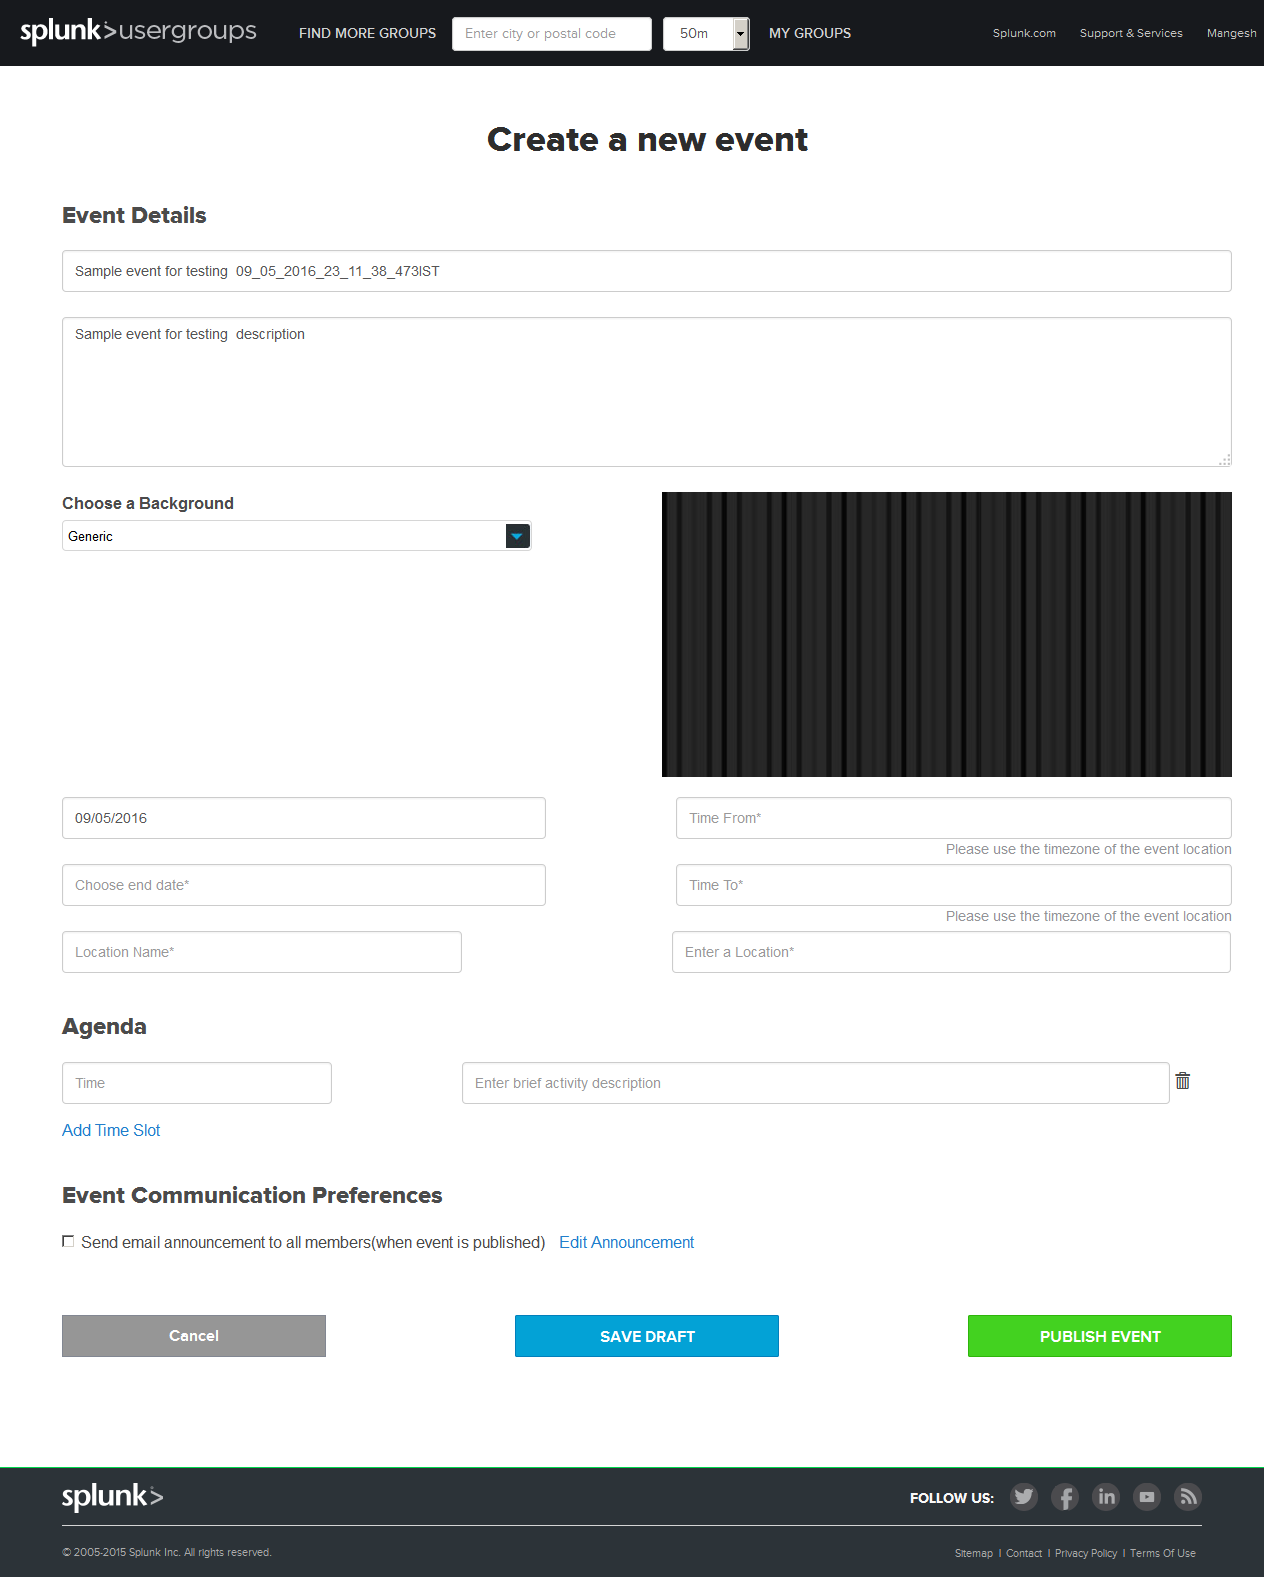 splunk>usergroups FIND MORE GROUPS Enter city or postal code 50m MY GROUPS Splunk.com Support & Services Mangesh
Create a new event
Event Details
Sample event for testing  09_05_2016_23_11_38_473IST
Sample event for testing  description
Choose a Background
Generic
09/05/2016 Time From*
Please use the timezone of the event location
Choose end date* Time To*
Please use the timezone of the event location
Location Name* Enter a Location*
Agenda
Time Enter brief activity description
Add Time Slot
Event Communication Preferences
Send email announcement to all members(when event is published) Edit Announcement
Cancel SAVE DRAFT PUBLISH EVENT
splunk> FOLLOW US:
© 2005-2015 Splunk Inc. All rights reserved. Sitemap | Contact | Privacy Policy | Terms Of Use